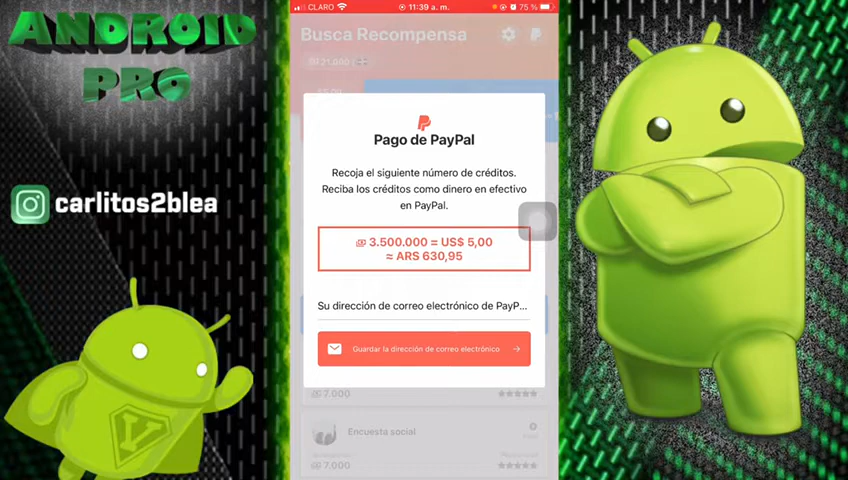 ANDROID
PRO
carlitos2blea
CLARO
11:39 a. m.
75 %
Busca Recompensa
Pago de PayPal
Recoja el siguiente número de créditos.
Reciba los créditos como dinero en efectivo
en PayPal.
3.500.000 = US$ 5,00
≈ ARS 630,95
Su dirección de correo electrónico de PayP...
Guardar la dirección de correo electrónico
7.000
Encuesta social
0
7.000